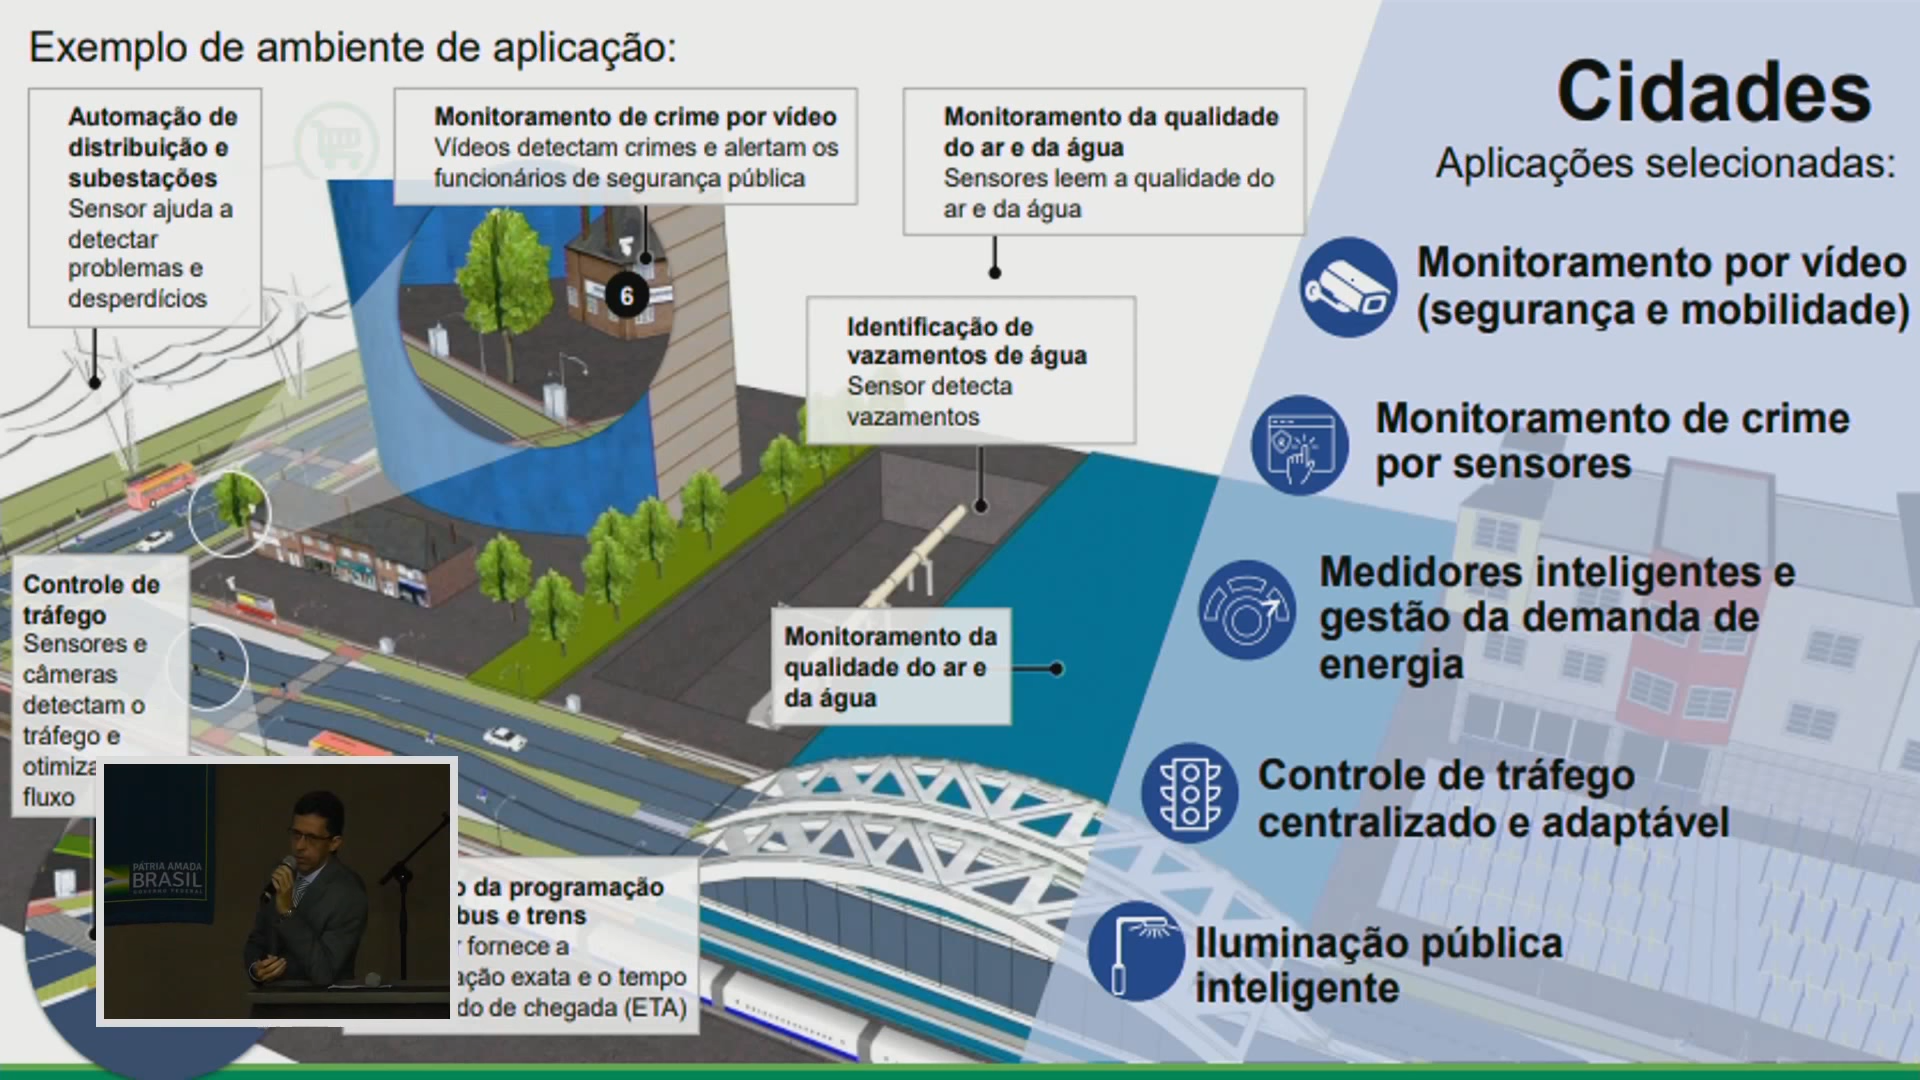 Exemplo de ambiente de aplicação:
Automação de
distribuição e
subestações
Sensor ajuda a
detectar
problemas e
desperdícios
Monitoramento de crime por vídeo
Vídeos detectam crimes e alertam os
funcionários de segurança pública
6
Monitoramento da qualidade
do ar e da água
Sensores leem a qualidade do
ar e da água
Identificação de
vazamentos de água
Sensor detecta
vazamentos
Monitoramento da
qualidade do ar e
da água
Controle de
tráfego
Sensores e
câmeras
detectam o
tráfego e
otimiza
fluxo
o da programação
bus e trens
fornece a
ação exata e o tempo
do de chegada (ETA)
PÁTRIA AMADA
BRASIL
GOVERNO FEDERAL
Cidades
Aplicações selecionadas:
Monitoramento por vídeo
(segurança e mobilidade)
Monitoramento de crime
por sensores
Medidores inteligentes e
gestão da demanda de
energia
Controle de tráfego
centralizado e adaptável
Iluminação pública
inteligente